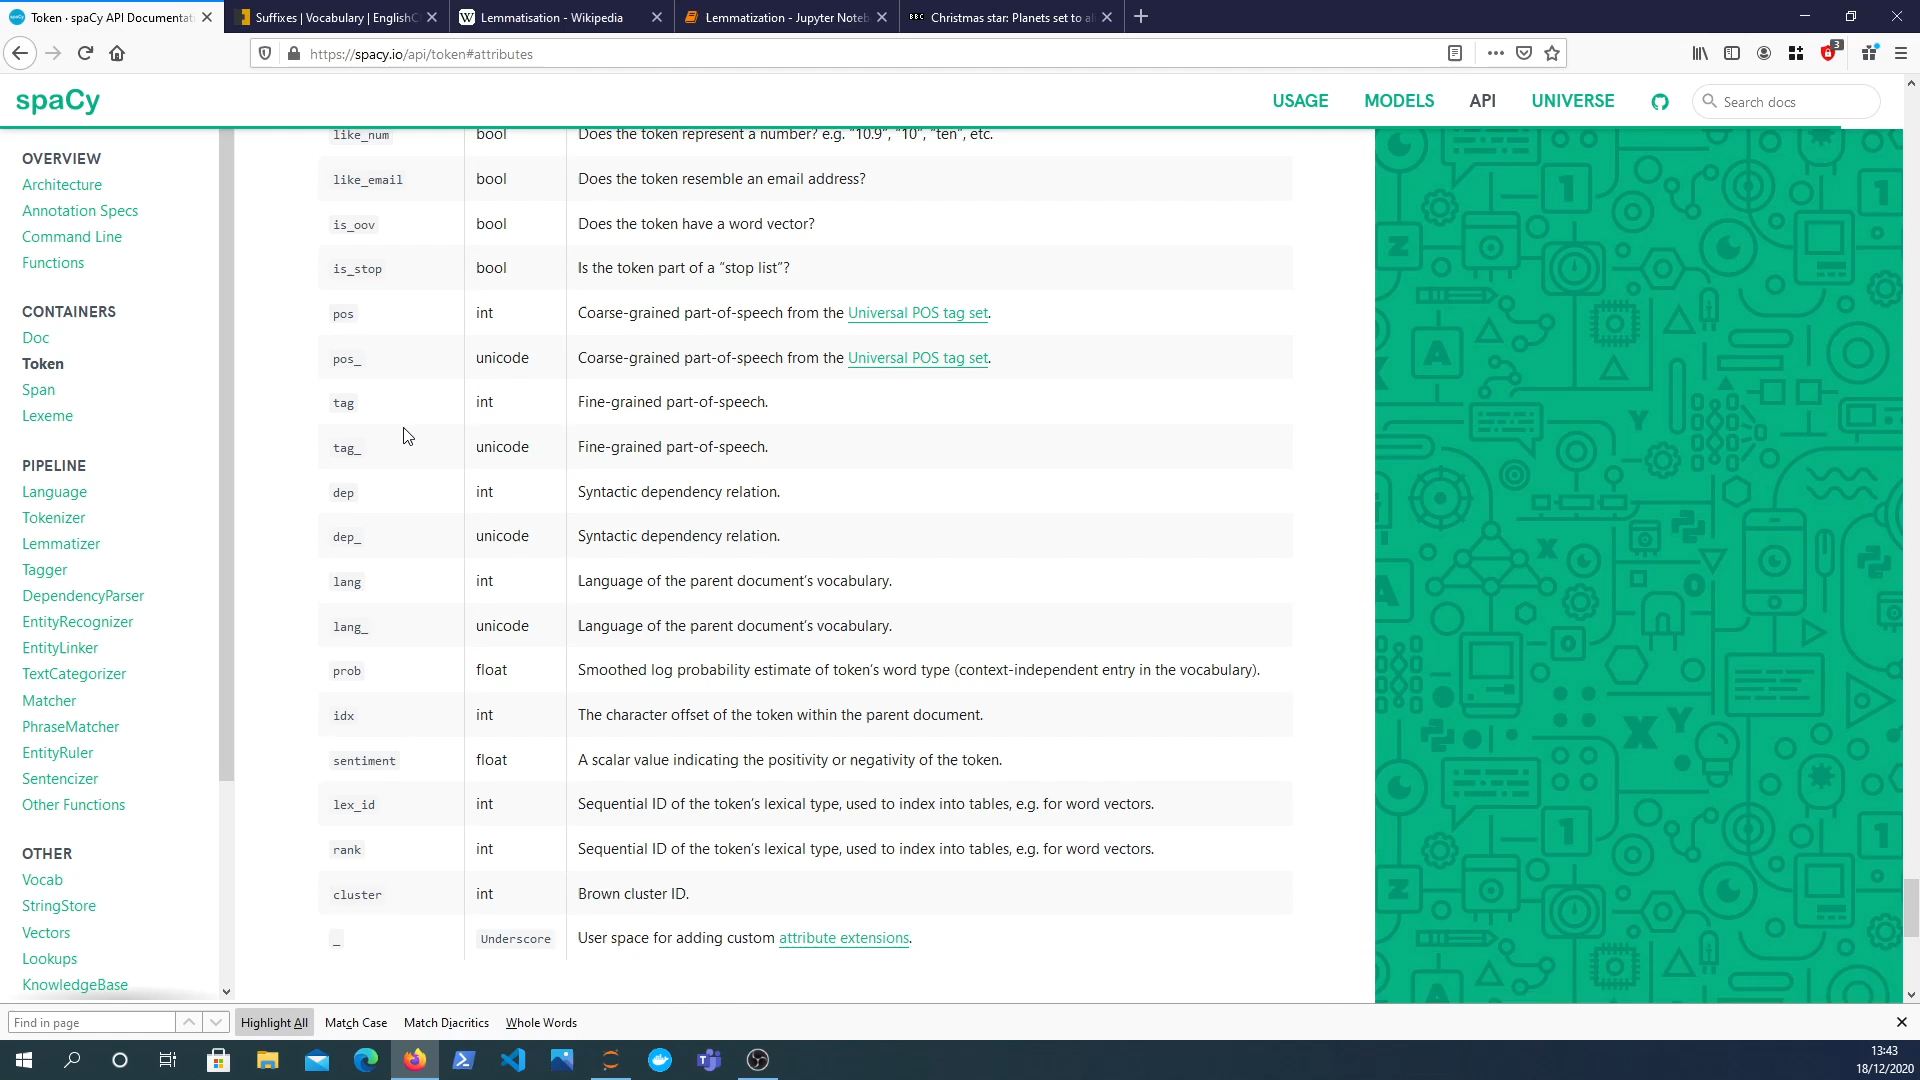 Token · spaCy API Documentat
Suffixes | Vocabulary | EnglishC
Lemmatisation - Wikipedia
Lemmatization - Jupyter Noteb
BBC
Christmas star: Planets set to al
https://spacy.io/api/token#attributes
3
spaCy
USAGE
MODELS
API
UNIVERSE
Search docs
OVERVIEW
Architecture
Annotation Specs
Command Line
Functions
CONTAINERS
Doc
Token
Span
Lexeme
PIPELINE
Language
Tokenizer
Lemmatizer
Tagger
DependencyParser
EntityRecognizer
EntityLinker
TextCategorizer
Matcher
PhraseMatcher
EntityRuler
Sentencizer
Other Functions
OTHER
Vocab
StringStore
Vectors
Lookups
KnowledgeBase
like_num bool Does the token represent a number? e.g. “10.9”, “10”, “ten”, etc.
like_email bool Does the token resemble an email address?
is_oov bool Does the token have a word vector?
is_stop bool Is the token part of a “stop list”?
pos int Coarse-grained part-of-speech from the Universal POS tag set.
pos_ unicode Coarse-grained part-of-speech from the Universal POS tag set.
tag int Fine-grained part-of-speech.
tag_ unicode Fine-grained part-of-speech.
dep int Syntactic dependency relation.
dep_ unicode Syntactic dependency relation.
lang int Language of the parent document’s vocabulary.
lang_ unicode Language of the parent document’s vocabulary.
prob float Smoothed log probability estimate of token’s word type (context-independent entry in the vocabulary).
idx int The character offset of the token within the parent document.
sentiment float A scalar value indicating the positivity or negativity of the token.
lex_id int Sequential ID of the token’s lexical type, used to index into tables, e.g. for word vectors.
rank int Sequential ID of the token’s lexical type, used to index into tables, e.g. for word vectors.
cluster int Brown cluster ID.
_ Underscore User space for adding custom attribute extensions.
Find in page
Highlight All
Match Case
Match Diacritics
Whole Words
13:43
18/12/2020